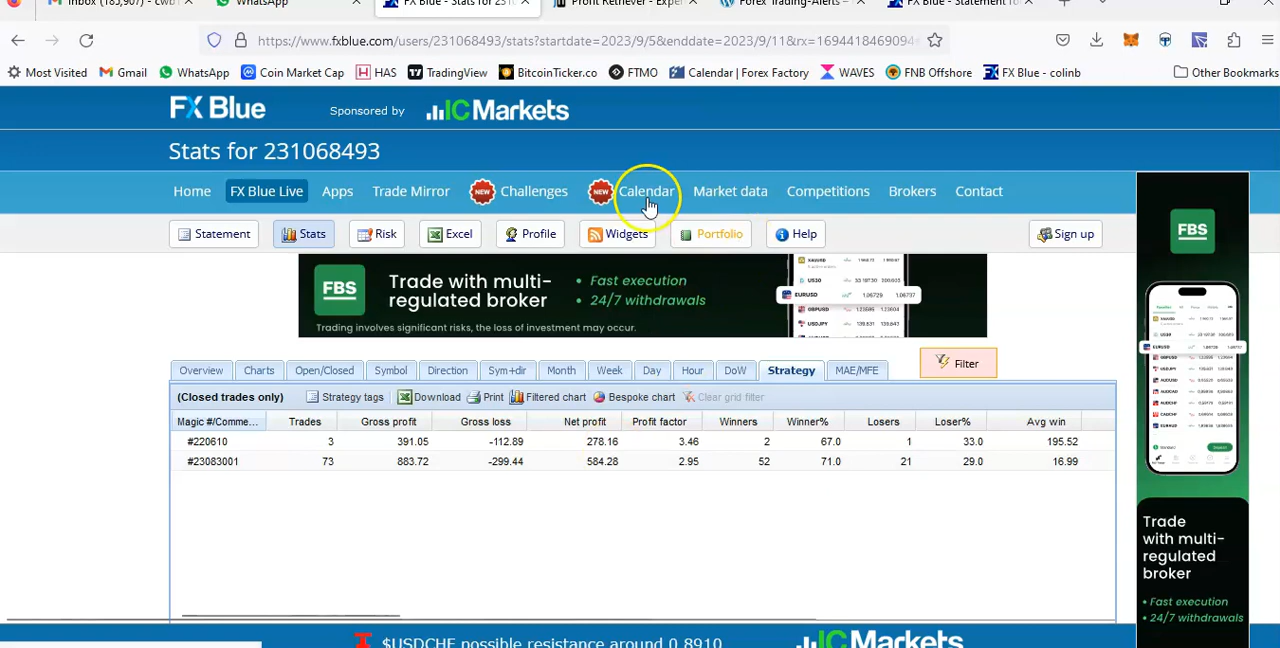 Inbox (185,907) - cwb
WhatsApp
FX Blue - Stats for 2310
Profit Retriever - Exper
Forex Trading-Alerts –
FX Blue - Statement for
https://www.fxblue.com/users/231068493/stats?startdate=2023/9/5&enddate=2023/9/11&rx=1694418469094
Most Visited
Gmail
WhatsApp
Coin Market Cap
HAS
TradingView
BitcoinTicker.co
FTMO
Calendar | Forex Factory
WAVES
FNB Offshore
FX Blue - colinb
Other Bookmarks
FX Blue
Sponsored by
ICMarkets
Stats for 231068493
Home
FX Blue Live
Apps
Trade Mirror
NEW
Challenges
NEW
Calendar
Market data
Competitions
Brokers
Contact
Statement
Stats
Risk
Excel
Profile
Widgets
Portfolio
Help
Sign up
FBS
Trade with multi-
regulated broker
• Fast execution
• 24/7 withdrawals
Trading involves significant risks, the loss of investment may occur.
EURUSD 1.06729 1.06737
Overview
Charts
Open/Closed
Symbol
Direction
Sym+dir
Month
Week
Day
Hour
DoW
Strategy
MAE/MFE
Filter
(Closed trades only)
Strategy tags
Download
Print
Filtered chart
Bespoke chart
Clear grid filter
Magic #/Comme... Trades Gross profit Gross loss Net profit Profit factor Winners Winner% Losers Loser% Avg win
#220610 3 391.05 -112.89 278.16 3.46 2 67.0 1 33.0 195.52
#23083001 73 883.72 -299.44 584.28 2.95 52 71.0 21 29.0 16.99
FBS
Trade
with multi-
regulated
broker
• Fast execution
• 24/7 withdrawals
$USDCHF possible resistance around 0.8910
ICMarkets